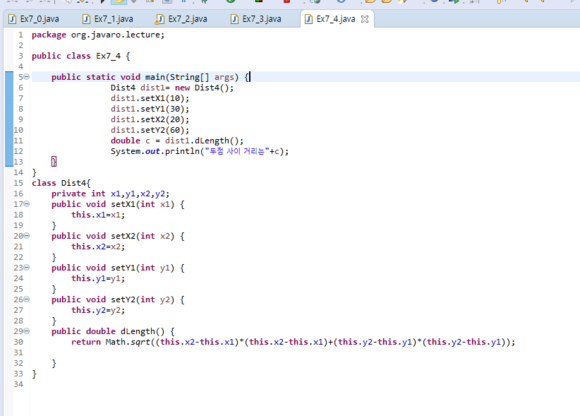 Ex7_0.java Ex7_1.java Ex7_2.java Ex7_3.java Ex7_4.java
1 package org.javaro.lecture;
2
3 public class Ex7_4 {
4
5 public static void main(String[] args) {
6 Dist4 dist1= new Dist4();
7 dist1.setX1(10);
8 dist1.setY1(30);
9 dist1.setX2(20);
10 dist1.setY2(60);
11 double c = dist1.dLength();
12 System.out.println("두점 사이 거리는"+c);
13 }
14 }
15 class Dist4{
16 private int x1,y1,x2,y2;
17 public void setX1(int x1) {
18 this.x1=x1;
19 }
20 public void setX2(int x2) {
21 this.x2=x2;
22 }
23 public void setY1(int y1) {
24 this.y1=y1;
25 }
26 public void setY2(int y2) {
27 this.y2=y2;
28 }
29 public double dLength() {
30 return Math.sqrt((this.x2-this.x1)*(this.x2-this.x1)+(this.y2-this.y1)*(this.y2-this.y1));
31
32 }
33 }
34